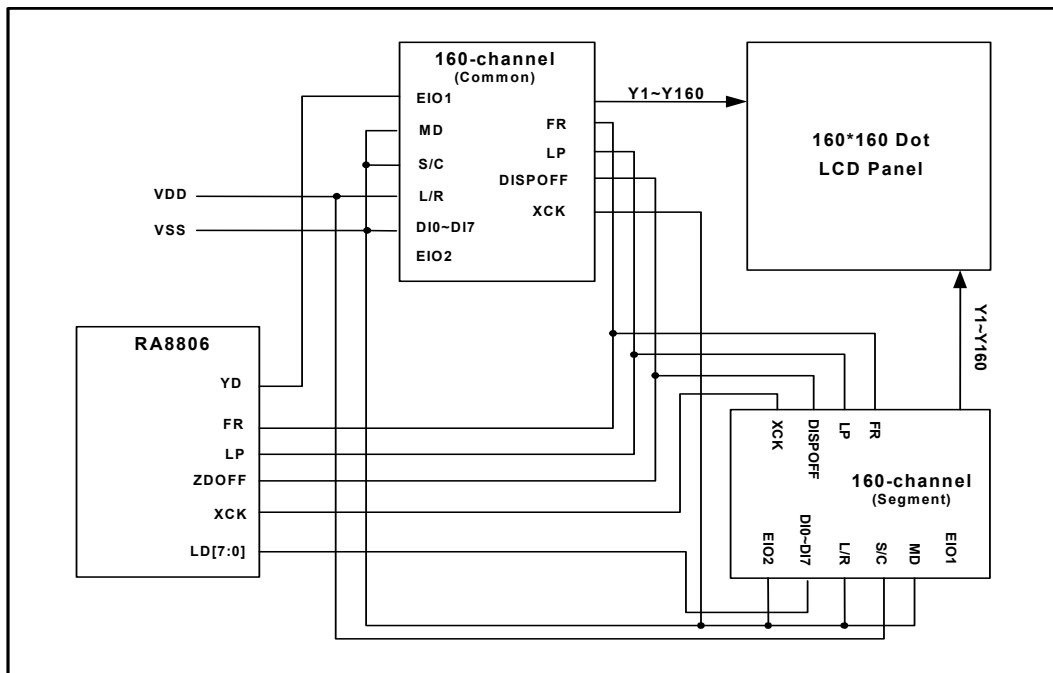 160-channel
(Common)
EIO1
MD
S/C
L/R
DI0~DI7
EIO2
FR
LP
DISPOFF
XCK
Y1~Y160
160*160 Dot
LCD Panel
VDD
VSS
RA8806
YD
FR
LP
ZDOFF
XCK
LD[7:0]
Y1~Y160
XCK
DISPOFF
LP
FR
160-channel
(Segment)
EIO2
DI0~DI7
L/R
S/C
MD
EIO1